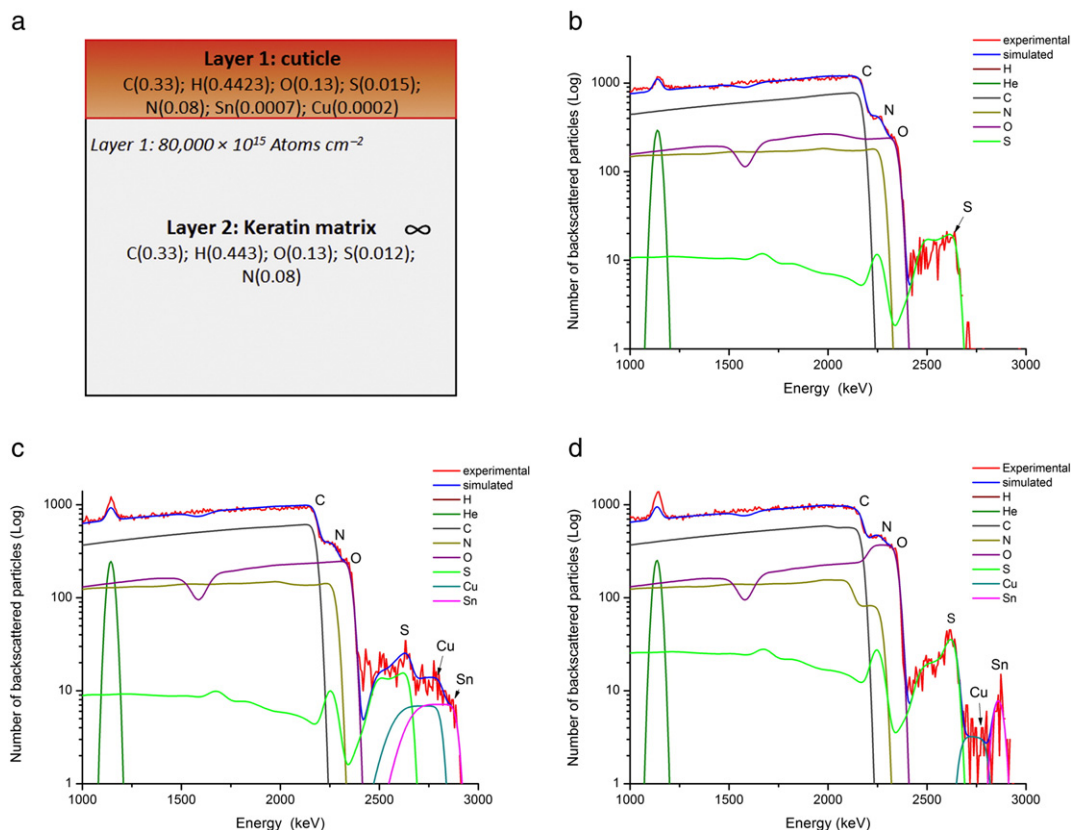 a
Layer 1: cuticle
C(0.33); H(0.4423); O(0.13); S(0.015);
N(0.08); Sn(0.0007); Cu(0.0002)
Layer 1: 80,000 × 10¹⁵ Atoms cm⁻²
Layer 2: Keratin matrix ∞
C(0.33); H(0.443); O(0.13); S(0.012);
N(0.08)
b
Number of backscattered particles (Log)
1000
100
10
1
1000 1500 2000 2500 3000
Energy (keV)
C
N
O
S
experimental
simulated
H
He
C
N
O
S
c
Number of backscattered particles (Log)
1000
100
10
1
1000 1500 2000 2500 3000
Energy (keV)
C
N
O
S
Cu
Sn
experimental
simulated
H
He
C
N
O
S
Cu
Sn
d
Number of backscattered particles (Log)
1000
100
10
1
1000 1500 2000 2500 3000
Energy (keV)
C
N
O
S
Cu
Sn
Experimental
simulated
H
He
C
N
O
S
Cu
Sn